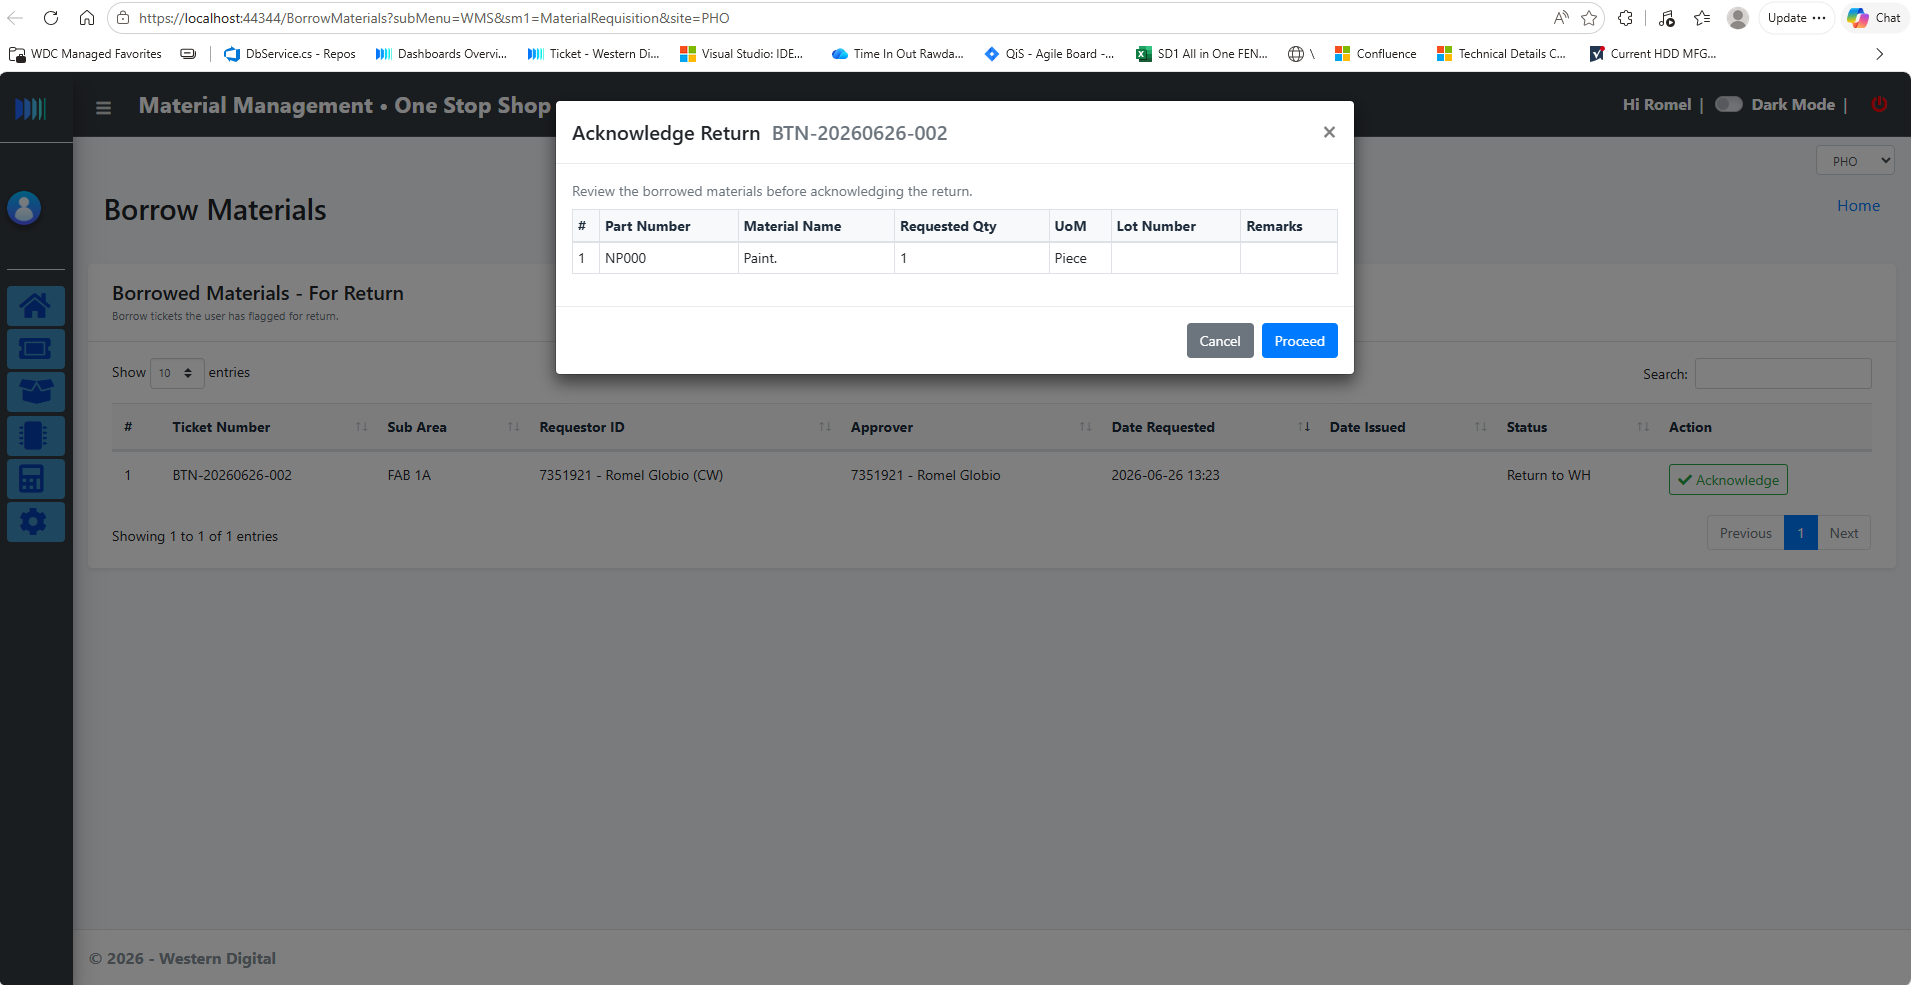 https://localhost:44344/BorrowMaterials?subMenu=WMS&sm1=MaterialRequisition&site=PHO
Update
Chat
WDC Managed Favorites
DbService.cs - Repos
Dashboards Overvi...
Ticket - Western Di...
Visual Studio: IDE...
Time In Out Rawda...
QiS - Agile Board -...
SD1 All in One FEN...
\
Confluence
Technical Details C...
Current HDD MFG...
Material Management • One Stop Shop
Hi Romel | Dark Mode |
Acknowledge Return BTN-20260626-002
×
Review the borrowed materials before acknowledging the return.
# Part Number Material Name Requested Qty UoM Lot Number Remarks
1 NP000 Paint. 1 Piece
Cancel Proceed
PHO
Borrow Materials
Home
Borrowed Materials - For Return
Borrow tickets the user has flagged for return.
Show 10 entries
Search:
# Ticket Number Sub Area Requestor ID Approver Date Requested Date Issued Status Action
1 BTN-20260626-002 FAB 1A 7351921 - Romel Globio (CW) 7351921 - Romel Globio 2026-06-26 13:23 Return to WH Acknowledge
Showing 1 to 1 of 1 entries
Previous 1 Next
© 2026 - Western Digital